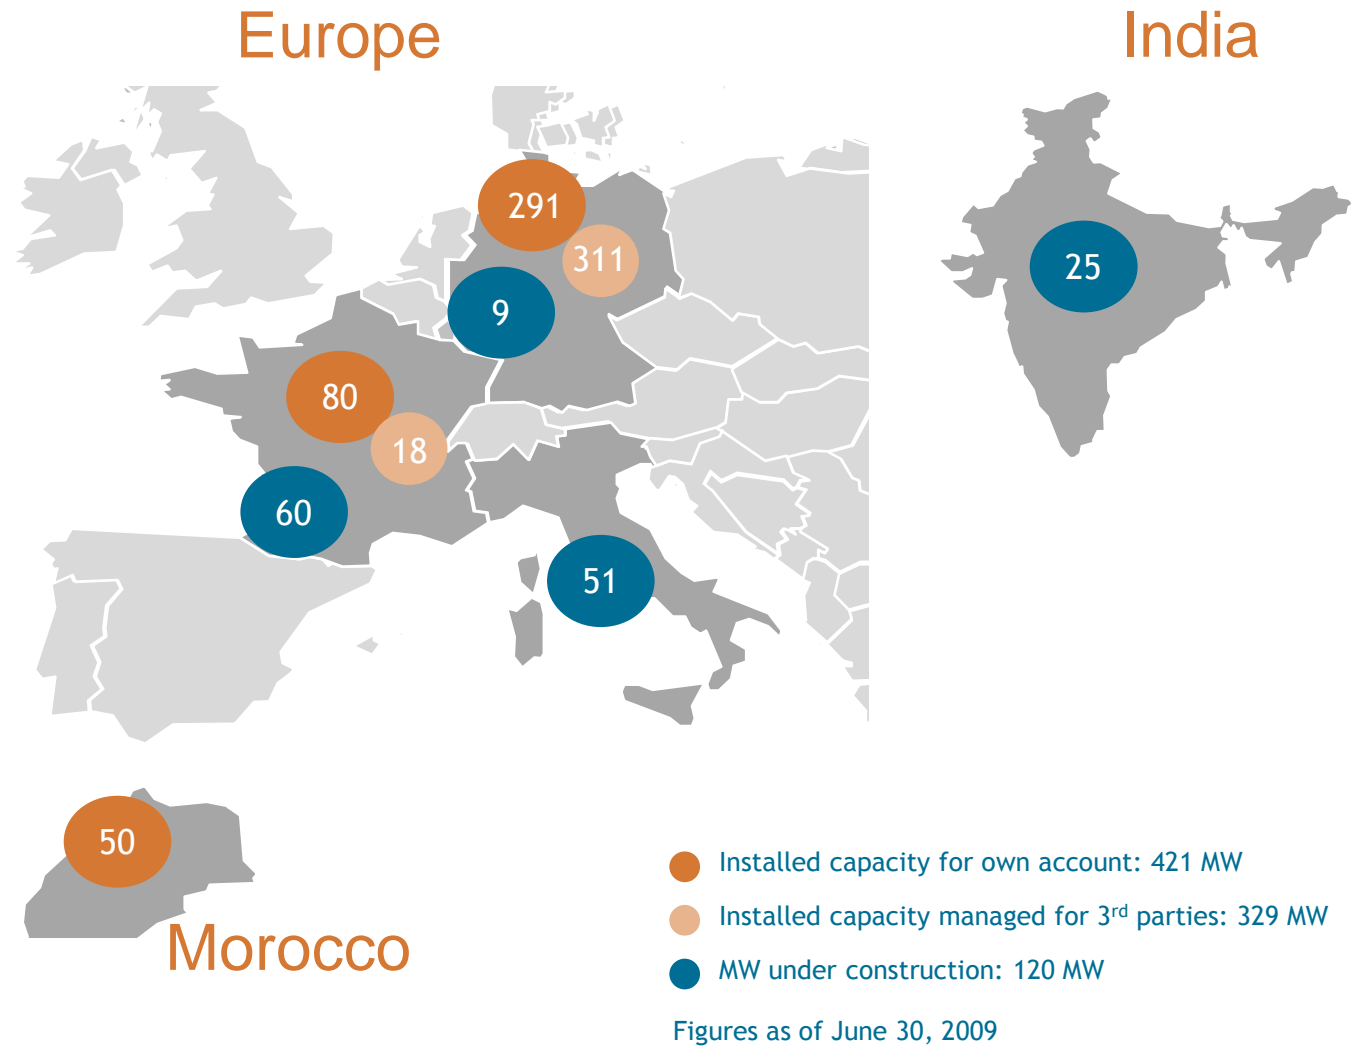 Europe
India
291
311
9
25
80
18
60
51
50
Morocco
Installed capacity for own account: 421 MW
Installed capacity managed for 3rd parties: 329 MW
MW under construction: 120 MW
Figures as of June 30, 2009